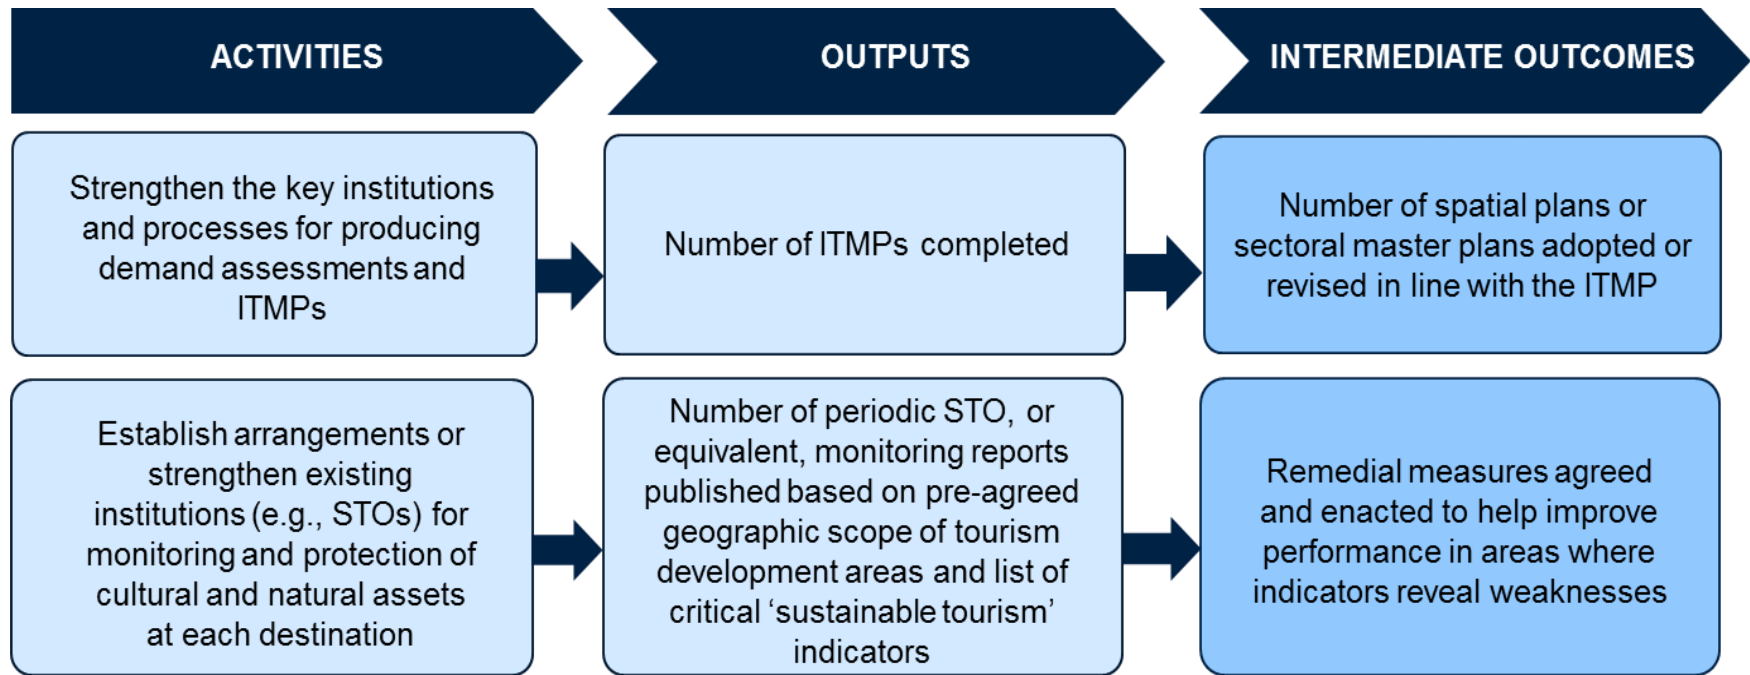 ACTIVITIES
OUTPUTS
INTERMEDIATE OUTCOMES
Strengthen the key institutions
and processes for producing
demand assessments and
ITMPs
Number of ITMPs completed
Number of spatial plans or
sectoral master plans adopted or
revised in line with the ITMP
Establish arrangements or
strengthen existing
institutions (e.g., STOs) for
monitoring and protection of
cultural and natural assets
at each destination
Number of periodic STO, or
equivalent, monitoring reports
published based on pre-agreed
geographic scope of tourism
development areas and list of
critical ‘sustainable tourism’
indicators
Remedial measures agreed
and enacted to help improve
performance in areas where
indicators reveal weaknesses